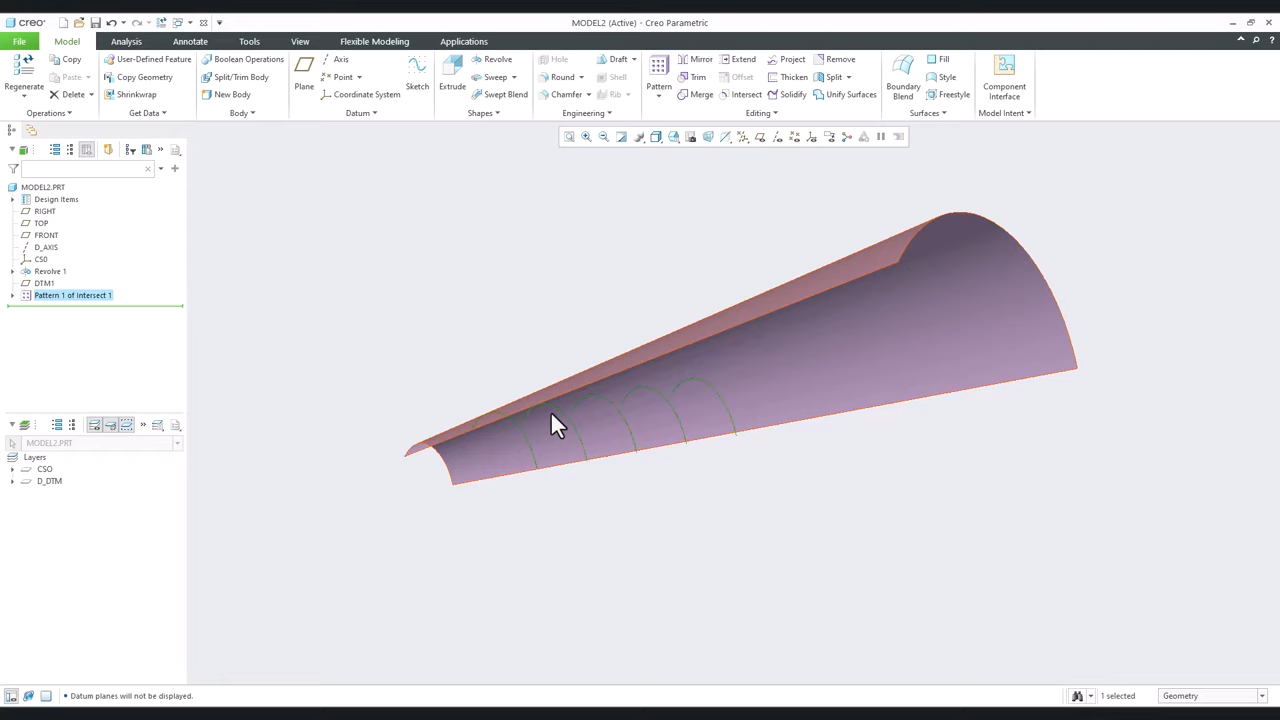 creo
MODEL2 (Active) - Creo Parametric
File Model Analysis Annotate Tools View Flexible Modeling Applications
Regenerate
Copy
Paste
Delete
Operations
User-Defined Feature
Copy Geometry
Shrinkwrap
Get Data
Boolean Operations
Split/Trim Body
New Body
Body
Plane
Axis
Point
Coordinate System
Sketch
Datum
Extrude
Revolve
Sweep
Swept Blend
Shapes
Hole
Round
Chamfer
Draft
Shell
Rib
Engineering
Pattern
Mirror
Trim
Merge
Extend
Offset
Intersect
Project
Thicken
Solidify
Remove
Split
Unify Surfaces
Editing
Boundary
Blend
Fill
Style
Freestyle
Surfaces
Component
Interface
Model Intent
MODEL2.PRT
Design Items
RIGHT
TOP
FRONT
D_AXIS
CS0
Revolve 1
DTM1
Pattern 1 of Intersect 1
MODEL2.PRT
Layers
CSO
D_DTM
• Datum planes will not be displayed.
1 selected
Geometry